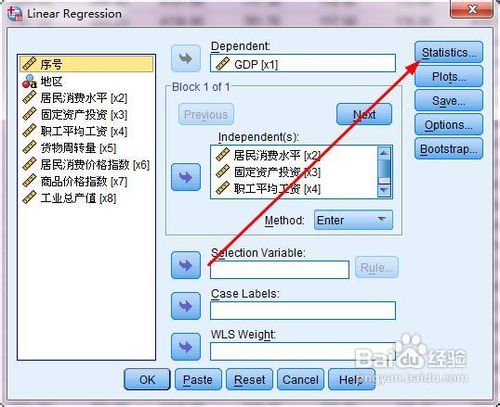 Linear Regression
序号
地区
居民消费水平 [x2]
固定资产投资 [x3]
职工平均工资 [x4]
货物周转量 [x5]
居民消费价格指数 [x6]
商品价格指数 [x7]
工业总产值 [x8]
Dependent:
GDP [x1]
Block 1 of 1
Previous
Next
Independent(s):
居民消费水平 [x2]
固定资产投资 [x3]
职工平均工资 [x4]
Method:
Enter
Selection Variable:
Rule...
Case Labels:
WLS Weight:
Statistics...
Plots...
Save...
Options...
Bootstrap...
OK
Paste
Reset
Cancel
Help
Baidu经验
jingyan.baidu.com